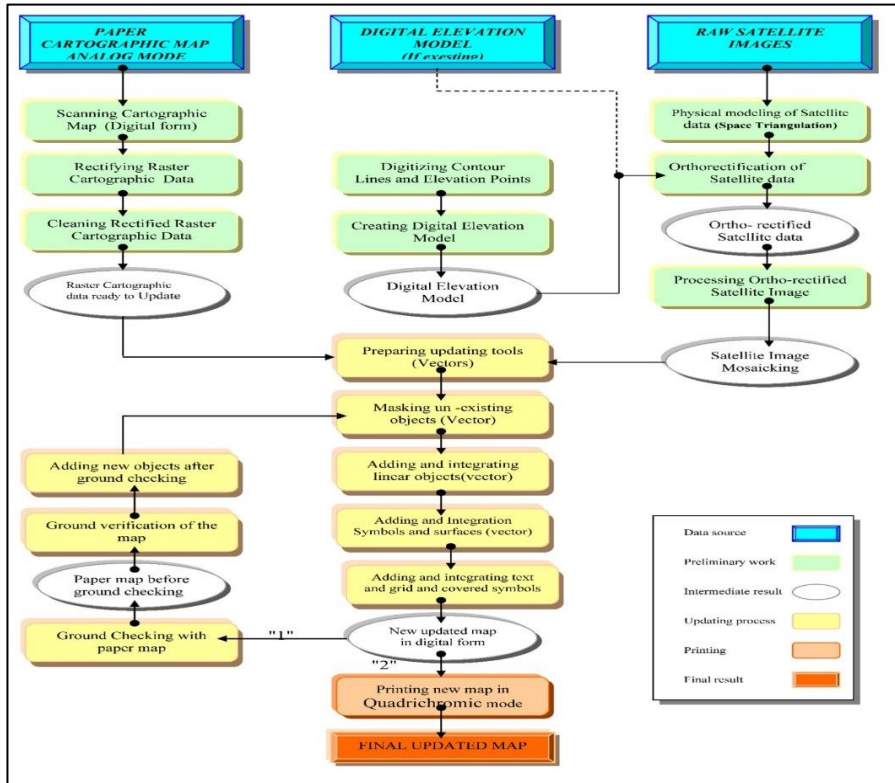 PAPER
CARTOGRAPHIC MAP
ANALOG MODE
DIGITAL ELEVATION
MODEL
(If exesting)
RAW SATELLITE
IMAGES
Scanning Cartographic
Map (Digital form)
Physical modeling of Satellite
data (Space Triangulation)
Rectifying Raster
Cartographic Data
Digitizing Contour
Lines and Elevation Points
Orthorectification of
Satellite data
Cleaning Rectified Raster
Cartographic Data
Creating Digital Elevation
Model
Ortho- rectified
Satellite data
Raster Cartographic
data ready to Update
Digital Elevation
Model
Processing Ortho-rectified
Satellite Image
Preparing updating tools
(Vectors)
Satellite Image
Mosaicking
Masking un -existing
objects (Vector)
Adding new objects after
ground checking
Adding and integrating
linear objects(vector)
Ground verification of the
map
Adding and Integration
Symbols and surfaces (vector)
Paper map before
ground checking
Adding and integrating text
and grid and covered symbols
Ground Checking with
paper map
"1"
New updated map
in digital form
"2"
Printing new map in
Quadrichromic mode
FINAL UPDATED MAP
Data source
Preliminary work
Intermediate result
Updating process
Printing
Final result